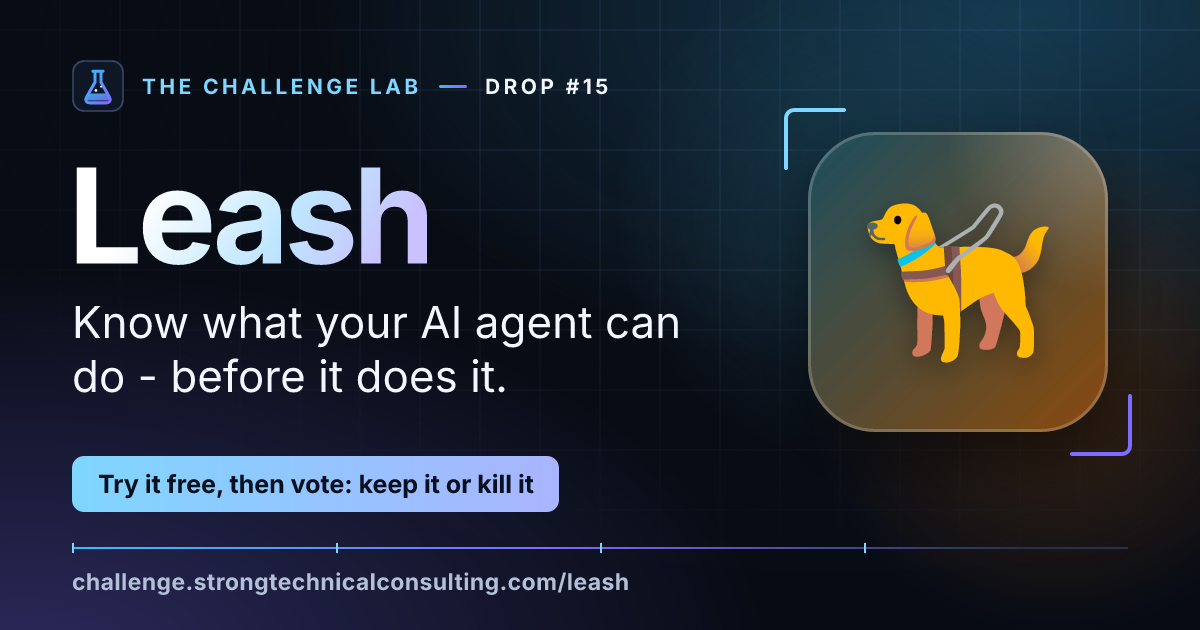 THE CHALLENGE LAB — DROP #15
Leash
Know what your AI agent can
do - before it does it.
Try it free, then vote: keep it or kill it
challenge.strongtechnicalconsulting.com/leash